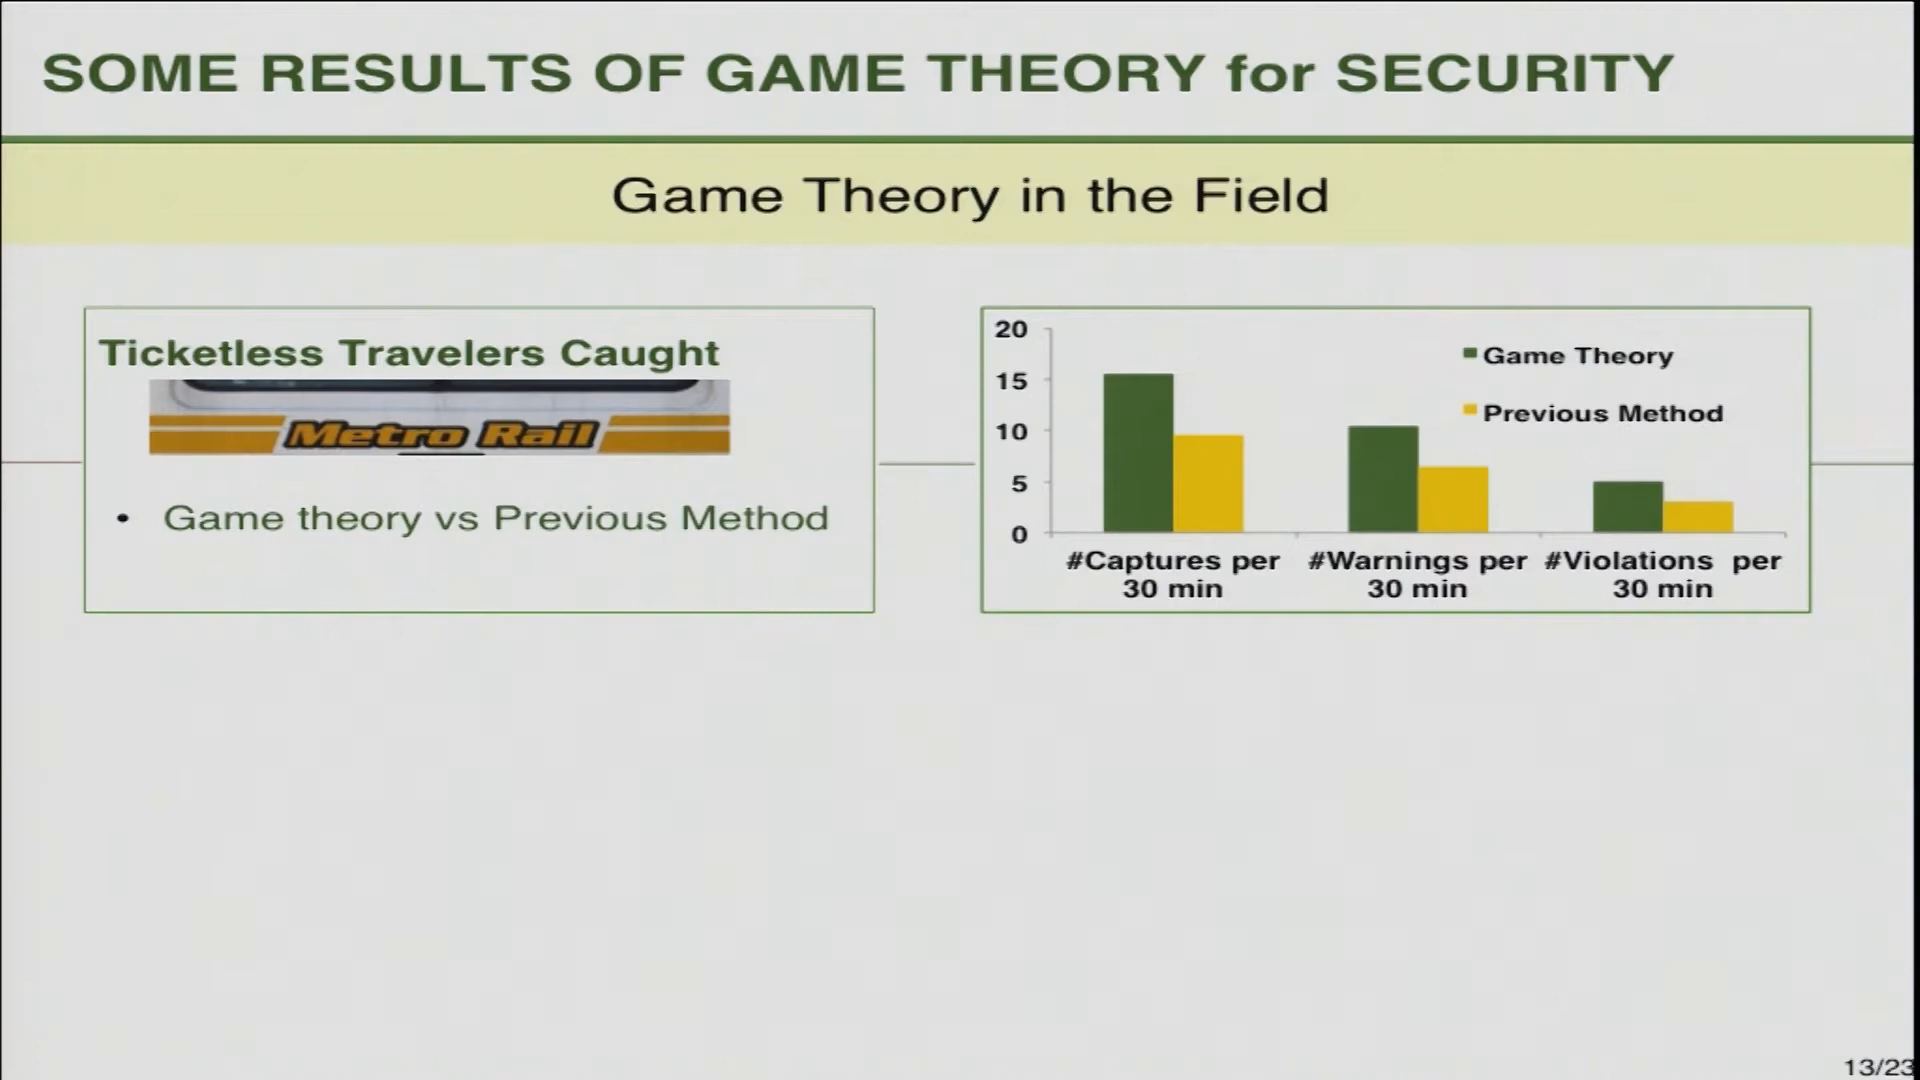 SOME RESULTS OF GAME THEORY for SECURITY
Game Theory in the Field
Ticketless Travelers Caught
Metro Rail
• Game theory vs Previous Method
20
15
10
5
0
Game Theory
Previous Method
#Captures per 30 min
#Warnings per 30 min
#Violations per 30 min
13/23